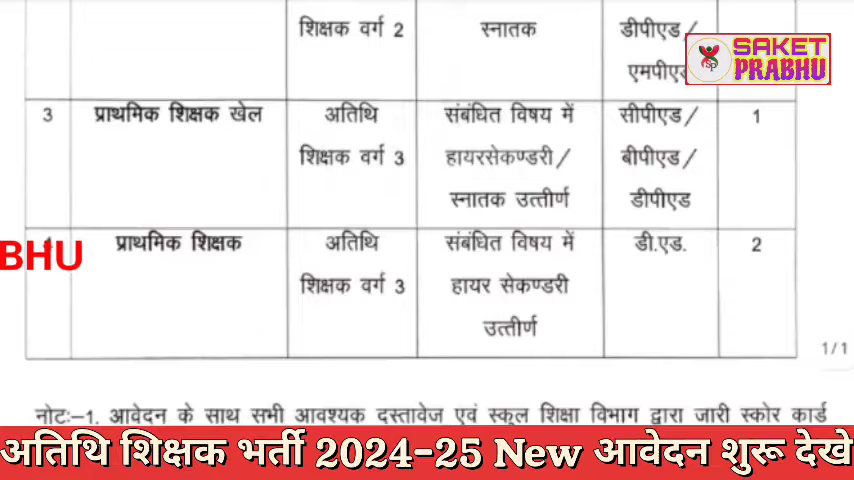 शिक्षक वर्ग 2 स्नातक डीपीएड/
एमपीएड
SAKET
PRABHU
SP
3 प्राथमिक शिक्षक खेल अतिथि संबंधित विषय में सीपीएड/ 1
शिक्षक वर्ग 3 हायरसेकण्डरी/ बीपीएड/
स्नातक उत्तीर्ण डीपीएड
BHU
प्राथमिक शिक्षक अतिथि संबंधित विषय में डी.एड. 2
शिक्षक वर्ग 3 हायर सेकण्डरी
उत्तीर्ण
1/1
नोटः–1. आवेदन के साथ सभी आवश्यक दस्तावेज एवं स्कूल शिक्षा विभाग द्वारा जारी स्कोर कार्ड
अतिथि शिक्षक भर्ती 2024-25 New आवेदन शुरू देखे